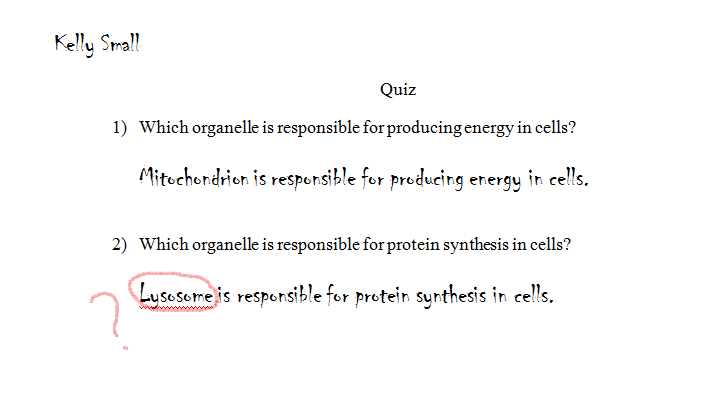 Kelly Small
Quiz
1) Which organelle is responsible for producing energy in cells?
Mitochondrion is responsible for producing energy in cells.
2) Which organelle is responsible for protein synthesis in cells?
Lysosome is responsible for protein synthesis in cells.
?